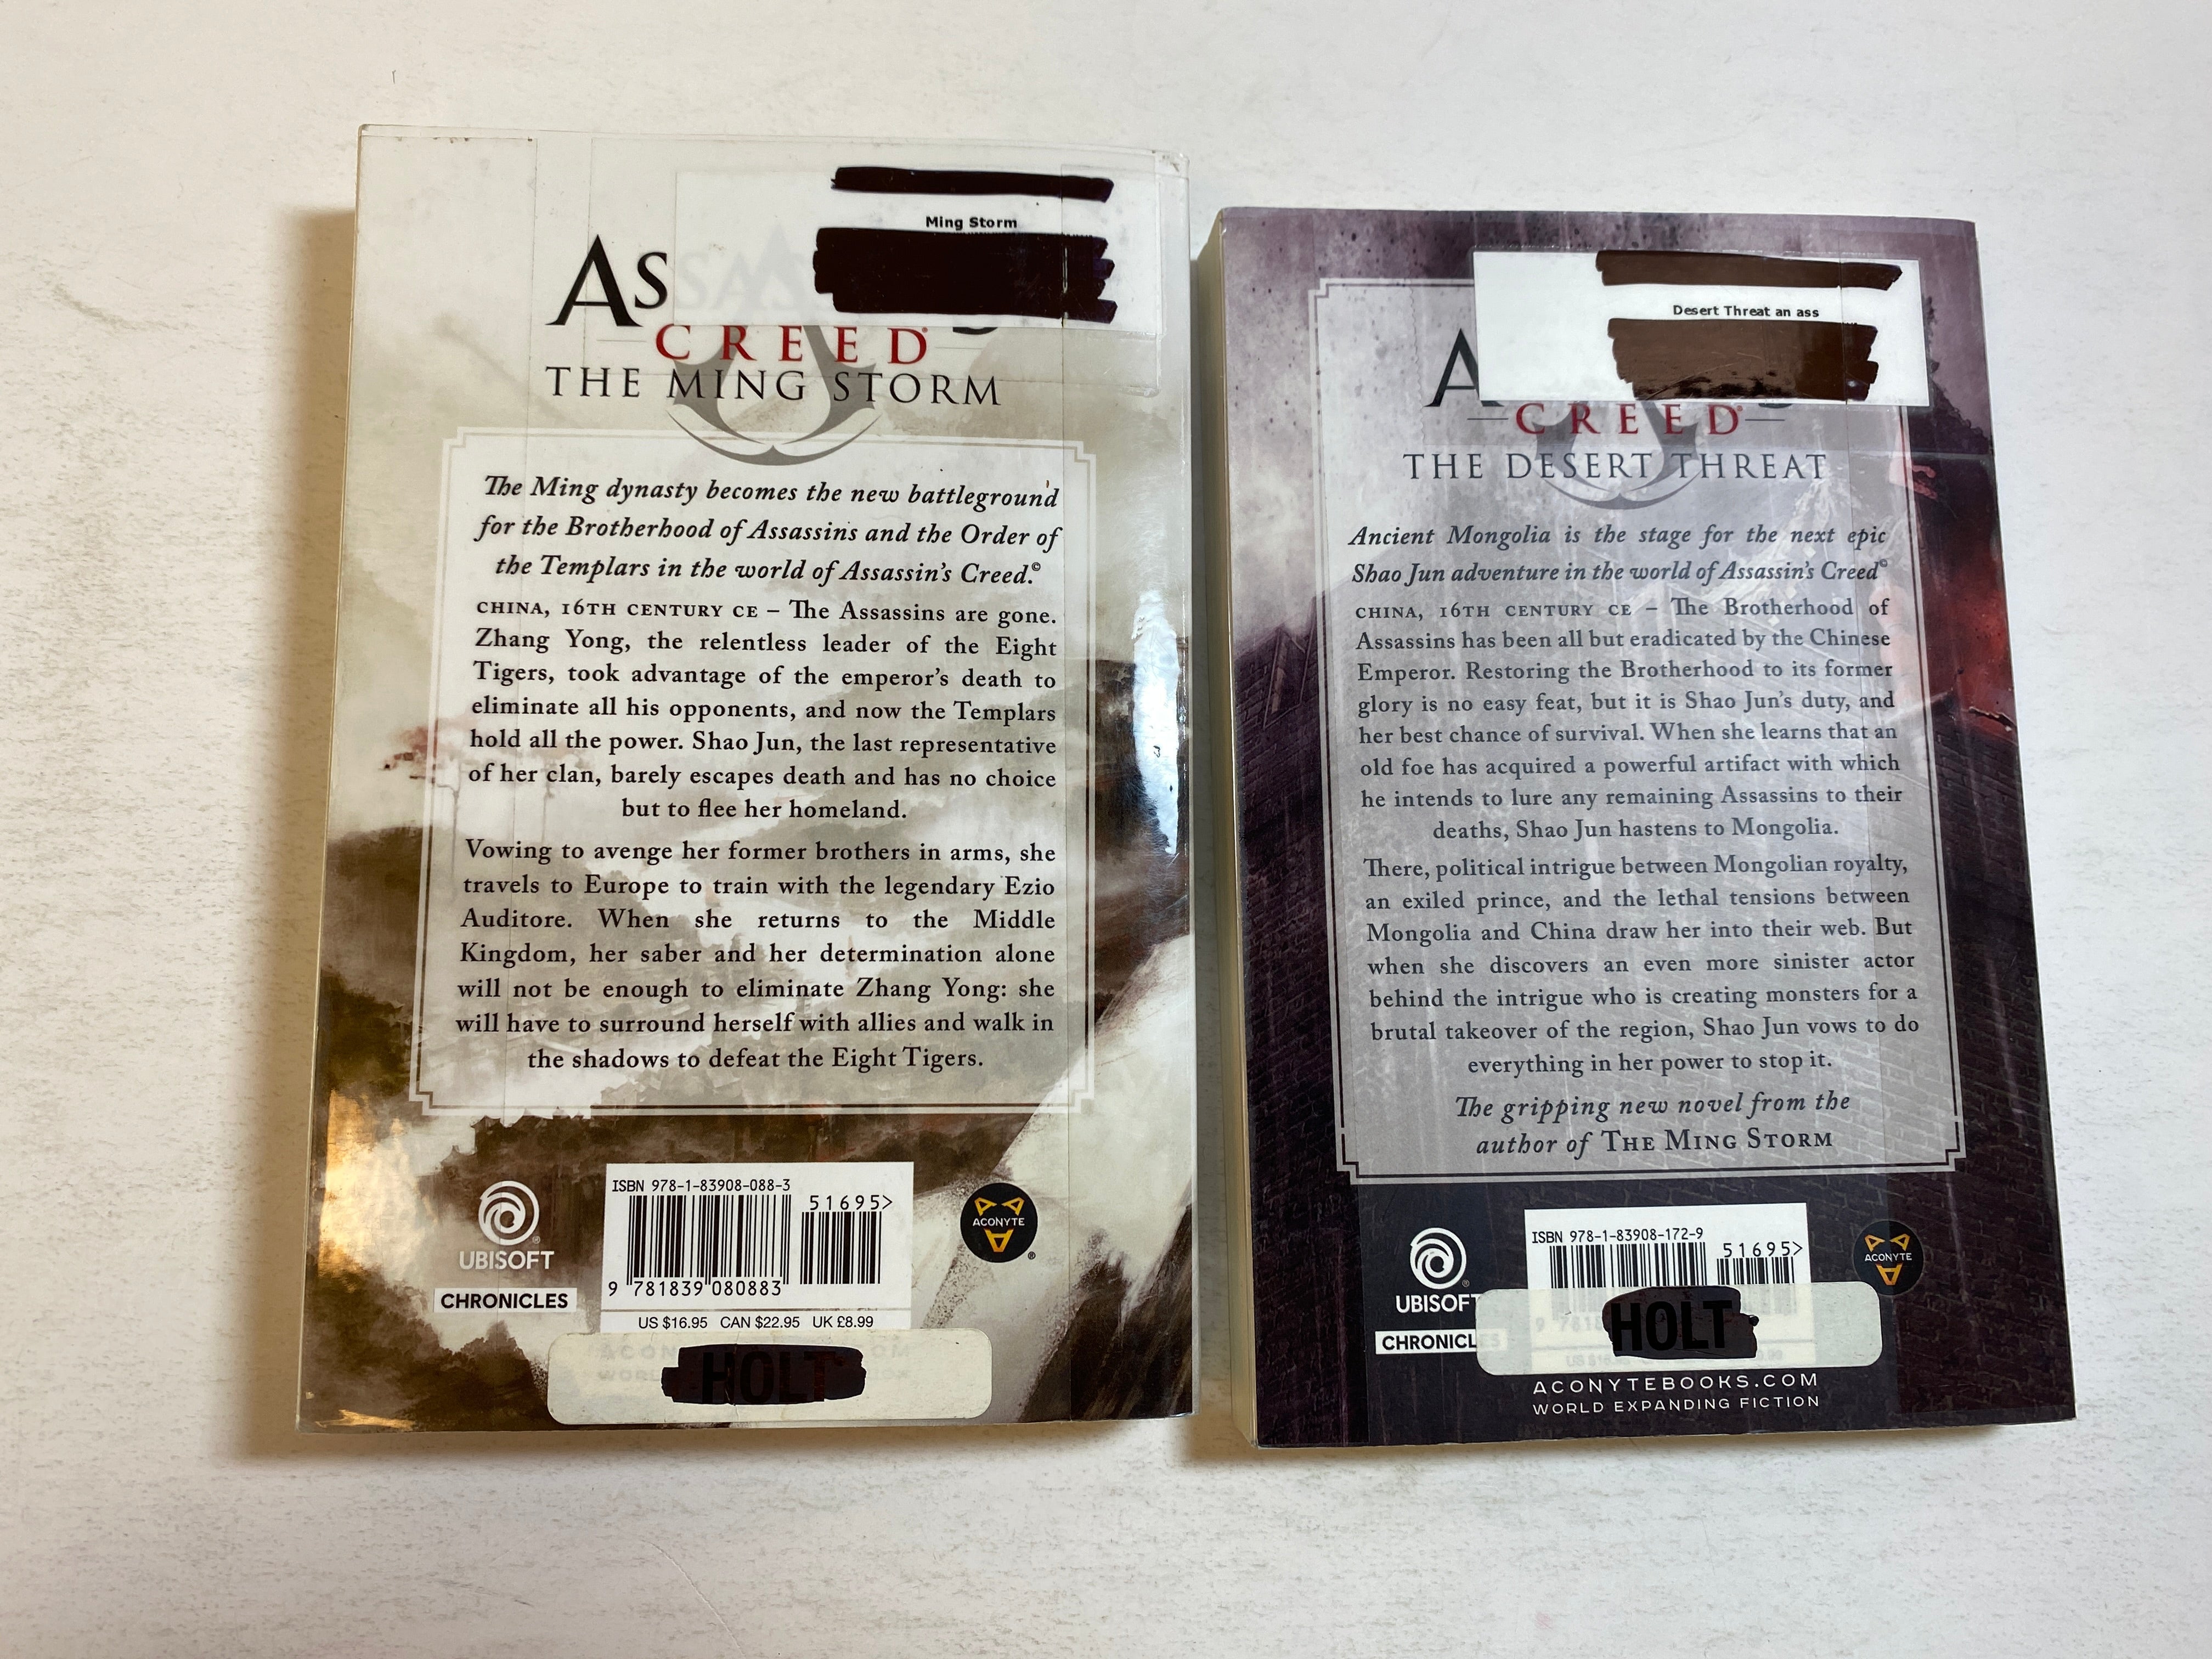 Ming Storm
AS
CREED®
THE MING STORM
The Ming dynasty becomes the new battleground
for the Brotherhood of Assassins and the Order of
the Templars in the world of Assassin's Creed.©
CHINA, 16TH CENTURY CE – The Assassins are gone.
Zhang Yong, the relentless leader of the Eight
Tigers, took advantage of the emperor's death to
eliminate all his opponents, and now the Templars
hold all the power. Shao Jun, the last representative
of her clan, barely escapes death and has no choice
but to flee her homeland.
Vowing to avenge her former brothers in arms, she
travels to Europe to train with the legendary Ezio
Auditore. When she returns to the Middle
Kingdom, her saber and her determination alone
will not be enough to eliminate Zhang Yong: she
will have to surround herself with allies and walk in
the shadows to defeat the Eight Tigers.
UBISOFT®
CHRONICLES
ISBN 978-1-83908-088-3
51695>
9 781839 080883
US $16.95 CAN $22.95 UK £8.99
ACONYTE®
HOLT
Desert Threat an ass
A
CREED®
THE DESERT THREAT
Ancient Mongolia is the stage for the next epic
Shao Jun adventure in the world of Assassin's Creed©
CHINA, 16TH CENTURY CE – The Brotherhood of
Assassins has been all but eradicated by the Chinese
Emperor. Restoring the Brotherhood to its former
glory is no easy feat, but it is Shao Jun's duty, and
her best chance of survival. When she learns that an
old foe has acquired a powerful artifact with which
he intends to lure any remaining Assassins to their
deaths, Shao Jun hastens to Mongolia.
There, political intrigue between Mongolian royalty,
an exiled prince, and the lethal tensions between
Mongolia and China draw her into their web. But
when she discovers an even more sinister actor
behind the intrigue who is creating monsters for a
brutal takeover of the region, Shao Jun vows to do
everything in her power to stop it.
The gripping new novel from the
author of THE MING STORM
UBISOFT
CHRONICLES
ISBN 978-1-83908-172-9
51695>
ACONYTE
HOLT
ACONYTEBOOKS.COM
WORLD EXPANDING FICTION